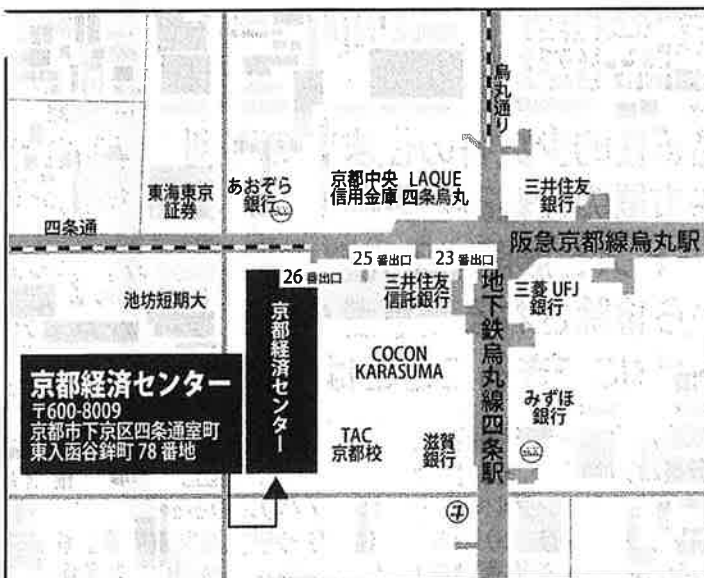 烏丸通り
東海東京
証券
あおぞら
銀行
京都中央
信用金庫
LAQUE
四条烏丸
三井住友
銀行
四条通
阪急京都線烏丸駅
26番出口
25番出口
23番出口
池坊短期大
京都経済センター
三井住友
信託銀行
地下鉄烏丸線四条駅
三菱UFJ
銀行
COCON
KARASUMA
京都経済センター
〒600-8009
京都市下京区四条通室町
東入函谷鉾町78番地
TAC
京都校
滋賀
銀行
みずほ
銀行